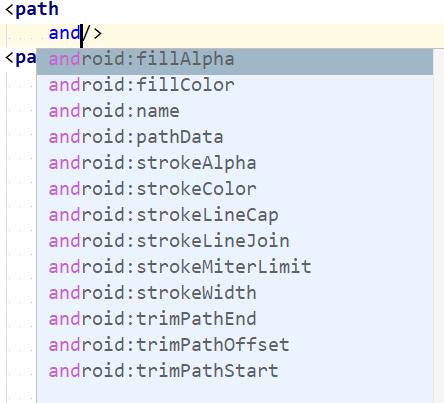 <path
and/>
<pa
android:fillAlpha
android:fillColor
android:name
android:pathData
android:strokeAlpha
android:strokeColor
android:strokeLineCap
android:strokeLineJoin
android:strokeMiterLimit
android:strokeWidth
android:trimPathEnd
android:trimPathOffset
android:trimPathStart